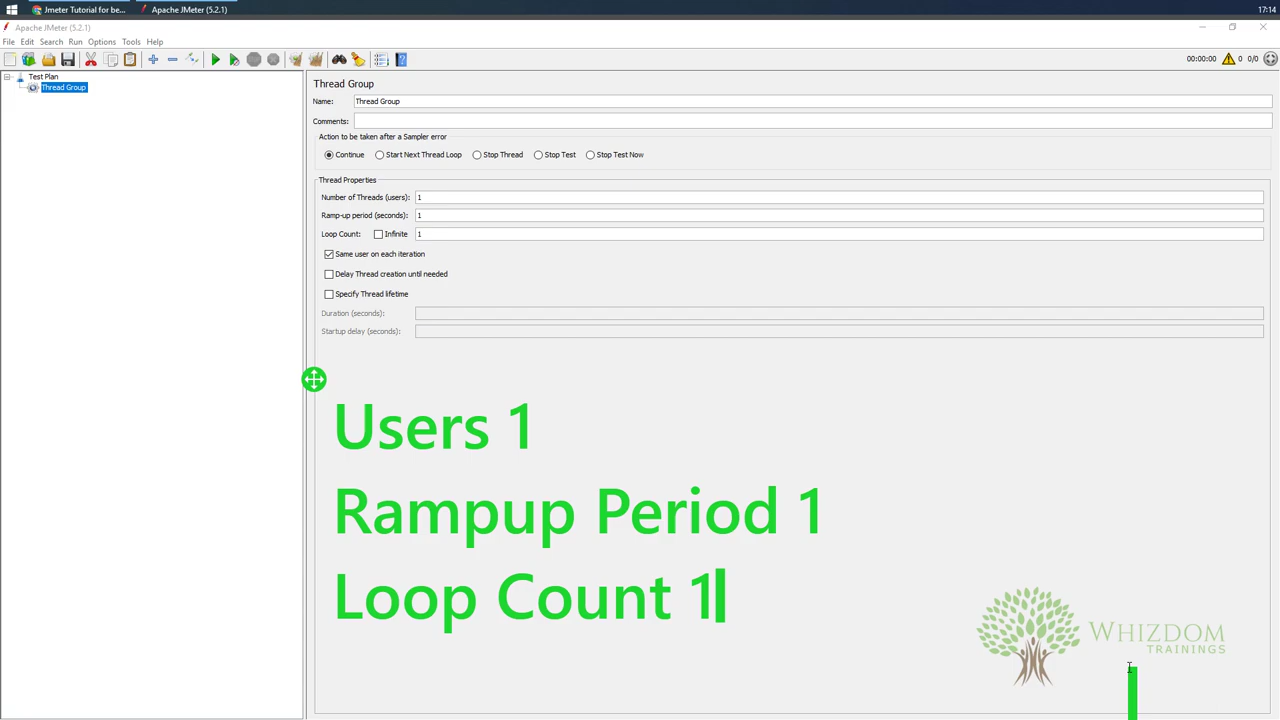 Jmeter Tutorial for be...
Apache JMeter (5.2.1)
17:14
Apache JMeter (5.2.1)
File Edit Search Run Options Tools Help
00:00:00 0 0/0
Test Plan
Thread Group
Thread Group
Name: Thread Group
Comments:
Action to be taken after a Sampler error
Continue Start Next Thread Loop Stop Thread Stop Test Stop Test Now
Thread Properties
Number of Threads (users): 1
Ramp-up period (seconds): 1
Loop Count: Infinite 1
Same user on each iteration
Delay Thread creation until needed
Specify Thread lifetime
Duration (seconds):
Startup delay (seconds):
Users 1
Rampup Period 1
Loop Count 1
WHIZDOM
TRAININGS